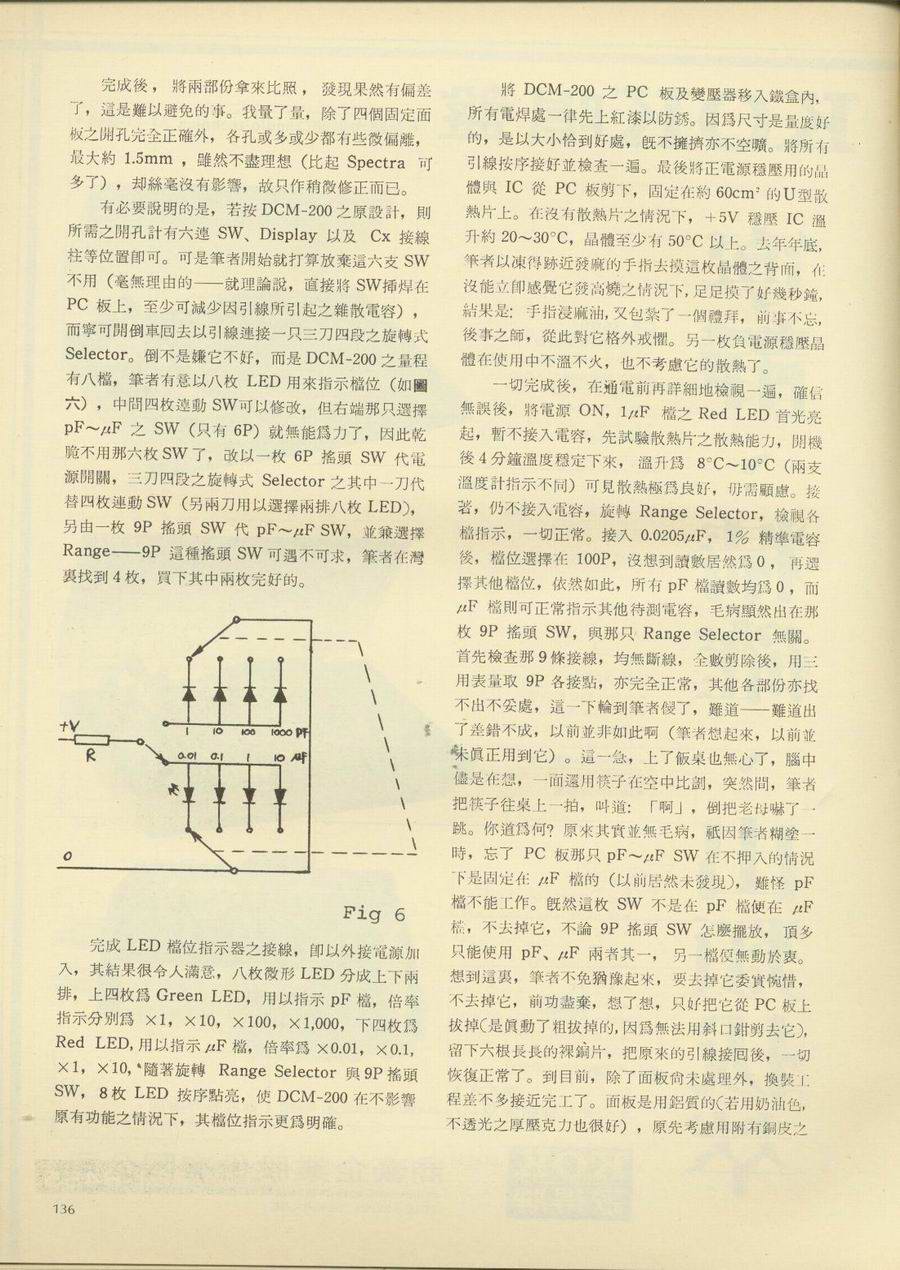 完成後，將兩部份拿來比照，發現果然有偏差
了，這是難以避免的事。我量了量，除了四個固定面
板之開孔完全正確外，各孔或多或少都有些微偏離，
最大約 1.5mm ，雖然不盡理想（比起 Spectra 可
多了），却絲毫沒有影響，故只作稍微修正而已。
有必要說明的是，若按 DCM-200 之原設計，則
所需之開孔計有六連 SW、Display 以及 Cx 接線
柱等位置卽可。可是筆者開始就打算放棄這六支 SW
不用（毫無理由的——就理論說，直接將 SW 揷焊在
PC 板上，至少可減少因引線所引起之雜散電容），
而寧可開倒車囘去以引線連接一只三刀四段之旋轉式
Selector。倒不是嫌它不好，而是 DCM-200 之量程
有八檔，筆者有意以八枚 LED 用來指示檔位（如圖
六），中間四枚連動 SW可以修改，但右端那只選擇
pF～μF 之 SW（只有 6P）就無能爲力了，因此乾
脆不用那六枚 SW 了，改以一枚 6P 搖頭 SW 代電
源開關，三刀四段之旋轉式 Selector 之其中一刀代
替四枚連動 SW（另兩刀用以選擇兩排八枚 LED），
另由一枚 9P 搖頭 SW 代 pF～μF SW，並兼選擇
Range——9P 這種搖頭 SW 可遇不可求，筆者在灣
裏找到 4 枚，買下其中兩枚完好的。
1 10 100 1000 PF
+V
R
0.01 0.1 1 10 μF
0
Fig 6
完成 LED 檔位指示器之接線，卽以外接電源加
入，其結果很令人滿意，八枚微形 LED 分成上下兩
排，上四枚爲 Green LED，用以指示 pF 檔，倍率
指示分別爲 ×1，×10，×100，×1,000，下四枚爲
Red LED, 用以指示 μF 檔，倍率爲 ×0.01，×0.1，
×1，×10，隨著旋轉 Range Selector 與 9P 搖頭
SW，8 枚 LED 按序點亮，使 DCM-200 在不影響
原有功能之情況下，其檔位指示更爲明確。
將 DCM-200 之 PC 板及變壓器移入鐵盒內，
所有電焊處一律先上紅漆以防銹。因爲尺寸是量度好
的，是以大小恰到好處，旣不擁擠亦不空曠。將所有
引線按序接好並檢查一遍。最後將正電源穩壓用的晶
體與 IC 從 PC 板剪下，固定在約 60cm² 的U型散
熱片上。在沒有散熱片之情況下，＋5V 穩壓 IC 溫
升約 20～30°C，晶體至少有 50°C 以上。去年年底，
筆者以凍得跡近發麻的手指去摸這枚晶體之背面，在
沒能立卽感覺它發高燒之情況下，足足摸了好幾秒鐘，
結果是：手指浸麻油，又包紮了一個禮拜，前事不忘，
後事之師，從此對它格外戒懼。另一枚負電源穩壓晶
體在使用中不溫不火，也不考慮它的散熱了。
一切完成後，在通電前再詳細地檢視一遍，確信
無誤後，將電源 ON，1μF 檔之 Red LED 首先亮
起，暫不接入電容，先試驗散熱片之散熱能力，開機
後 4 分鐘溫度穩定下來，溫升爲 8°C～10°C（兩支
溫度計指示不同）可見散熱極爲良好，毋需顧慮。接
著，仍不接入電容，旋轉 Range Selector，檢視各
檔指示，一切正常。接入 0.0205μF，1% 精準電容
後，檔位選擇在 100P，沒想到讀數居然爲 0 ，再選
擇其他檔位，依然如此，所有 pF 檔讀數均爲 0 ，而
μF 檔則可正常指示其他待測電容，毛病顯然出在那
枚 9P 搖頭 SW，與那只 Range Selector 無關。
首先檢查那 9 條接線，均無斷線，全數剪除後，用三
用表量取 9P 各接點，亦完全正常，其他各部份亦找
不出不妥處，這一下輪到筆者傻了，難道——難道出
了差錯不成，以前並非如此啊（筆者想起來，以前並
未眞正用到它）。這一急，上了飯桌也無心了，腦中
儘是在想，一面還用筷子在空中比劃，突然間，筆者
把筷子往桌上一拍，叫道：「啊」，倒把老母嚇了一
跳。你道爲何？原來其實並無毛病，祗因筆者糊塗一
時，忘了 PC 板那只 pF～μF SW 在不押入的情況
下是固定在 μF 檔的（以前居然未發現），難怪 pF
檔不能工作。旣然這枚 SW 不是在 pF 檔便在 μF
檔，不去掉它，不論 9P 搖頭 SW 怎麼擺放，頂多
只能使用 pF、μF 兩者其一，另一檔便無動於衷。
想到這裏，筆者不免猶豫起來，要去掉它委實惋惜，
不去掉它，前功盡棄，想了想，只好把它從 PC 板上
拔掉（是眞動了粗拔掉的，因爲無法用斜口鉗剪去它），
留下六根長長的裸銅片，把原來的引線接囘後，一切
恢復正常了。到目前，除了面板尙未處理外，換裝工
程差不多接近完工了。面板是用鋁質的（若用奶油色，
不透光之厚壓克力也很好），原先考慮用附有銅皮之
136